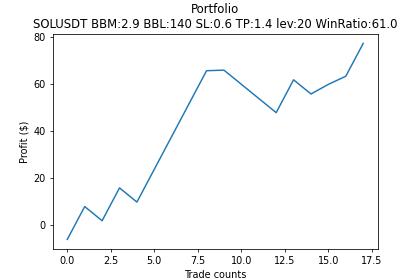 Portfolio
SOLUSDT BBM:2.9 BBL:140 SL:0.6 TP:1.4 lev:20 WinRatio:61.0
80
60
40
20
0
Profit ($)
0.0 2.5 5.0 7.5 10.0 12.5 15.0 17.5
Trade counts